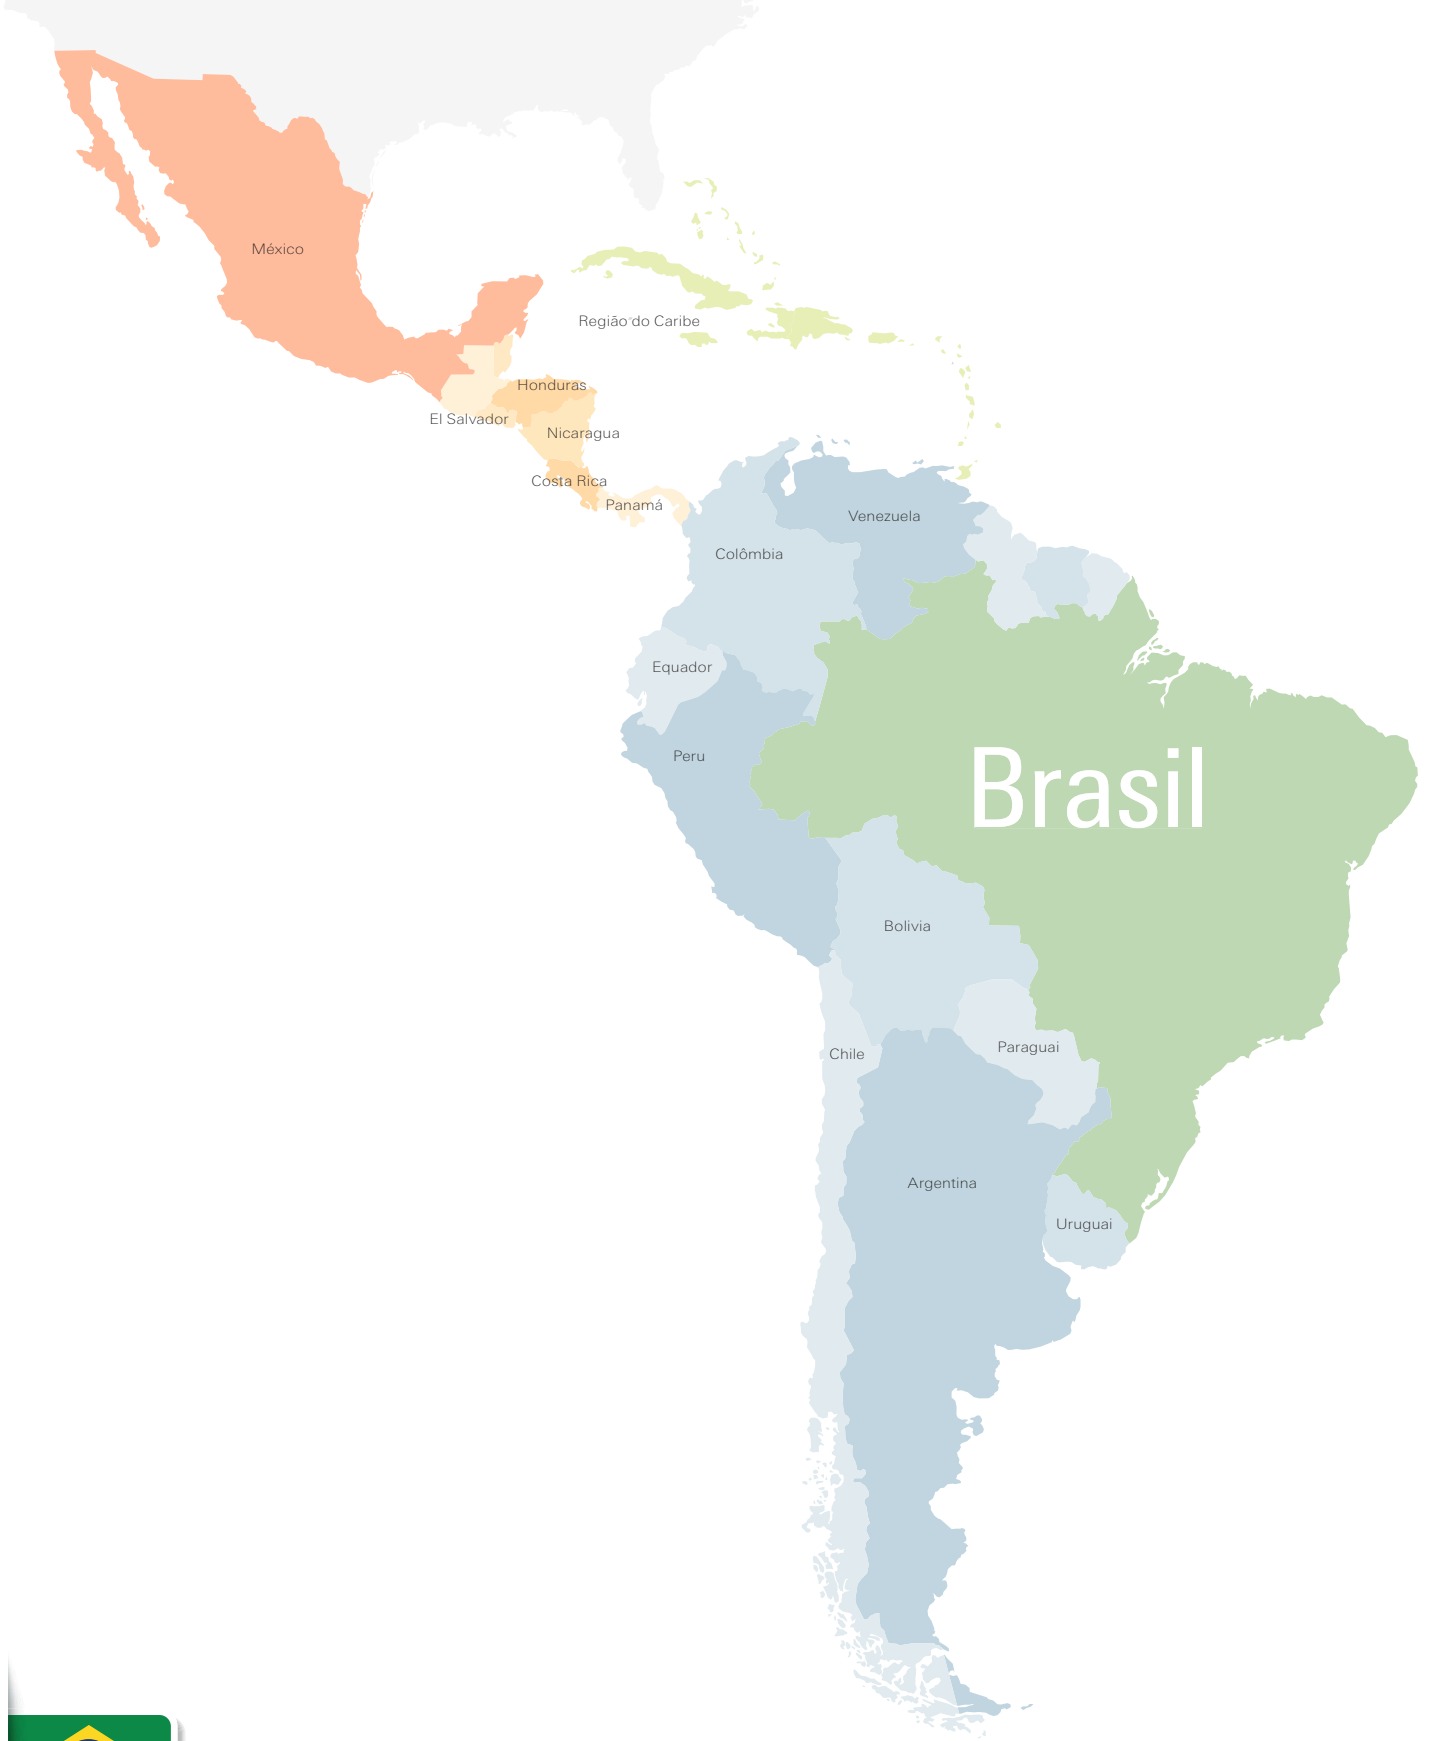 México
Região do Caribe
Honduras
El Salvador
Nicaragua
Costa Rica
Panamá
Venezuela
Colômbia
Equador
Peru
Brasil
Bolivia
Paraguai
Chile
Argentina
Uruguai